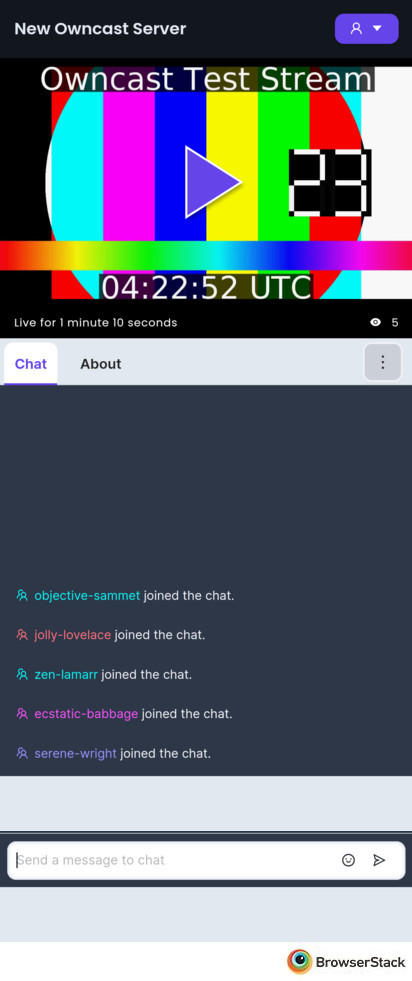 New Owncast Server
Owncast Test Stream
23
04:22:52 UTC
Live for 1 minute 10 seconds
5
Chat
About
objective-sammet joined the chat.
jolly-lovelace joined the chat.
zen-lamarr joined the chat.
ecstatic-babbage joined the chat.
serene-wright joined the chat.
Send a message to chat
BrowserStack